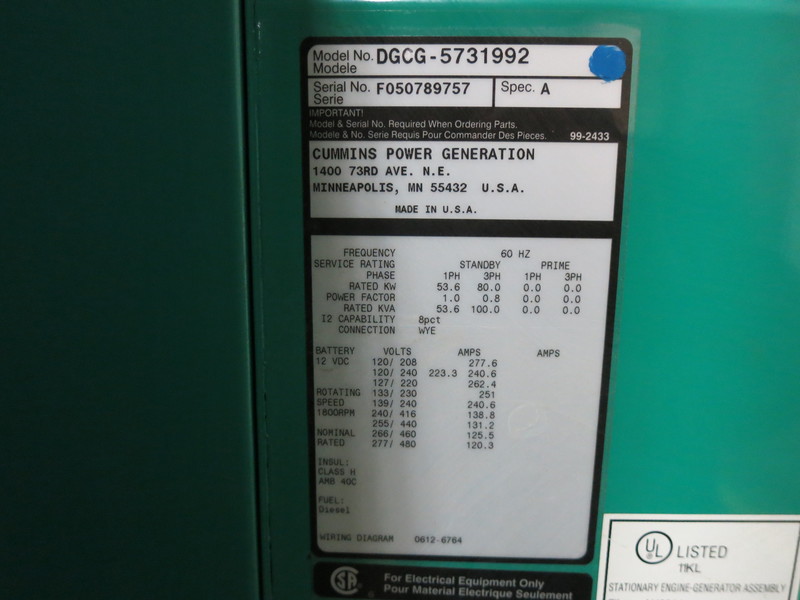 Model No. DGCG-5731992
Modele
Serial No. F050789757 Spec. A
Serie
IMPORTANT!
Model & Serial No. Required When Ordering Parts.
Modele & No. Serie Requis Pour Commander Des Pieces. 99-2433
CUMMINS POWER GENERATION
1400 73RD AVE. N.E.
MINNEAPOLIS, MN 55432 U.S.A.
MADE IN U.S.A.
FREQUENCY 60 HZ
SERVICE RATING STANDBY PRIME
PHASE 1PH 3PH 1PH 3PH
RATED KW 53.6 80.0 0.0 0.0
POWER FACTOR 1.0 0.8 0.0 0.0
RATED KVA 53.6 100.0 0.0 0.0
I2 CAPABILITY 8pct
CONNECTION WYE
BATTERY VOLTS AMPS AMPS
12 VDC 120/ 208 277.6
120/ 240 223.3 240.6
127/ 220 262.4
ROTATING 133/ 230 251
SPEED 139/ 240 240.6
1800RPM 240/ 416 138.8
255/ 440 131.2
NOMINAL 266/ 460 125.5
RATED 277/ 480 120.3
INSUL:
CLASS H
AMB 40C
FUEL:
Diesel
WIRING DIAGRAM 0612-6764
SA For Electrical Equipment Only
Pour Material Electrique Seulement
UL LISTED
11KL
STATIONARY ENGINE-GENERATOR ASSEMBLY